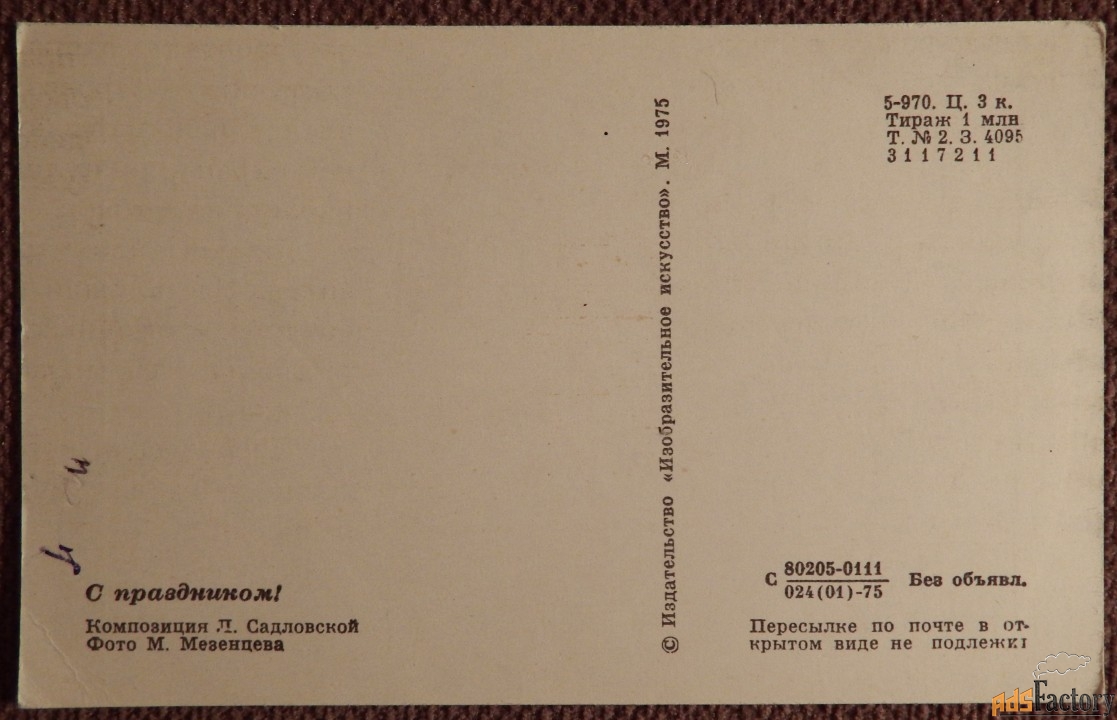 5-970. Ц. 3 к.
Тираж 1 млн
Т. № 2. З. 4095
3117211
© Издательство «Изобразительное искусство». М. 1975
С праздником!
Композиция Л. Садловской
Фото М. Мезенцева
С 80205-0111
024(01)-75
Без объявл.
Пересылке по почте в от-
крытом виде не подлежит
AdsFactory